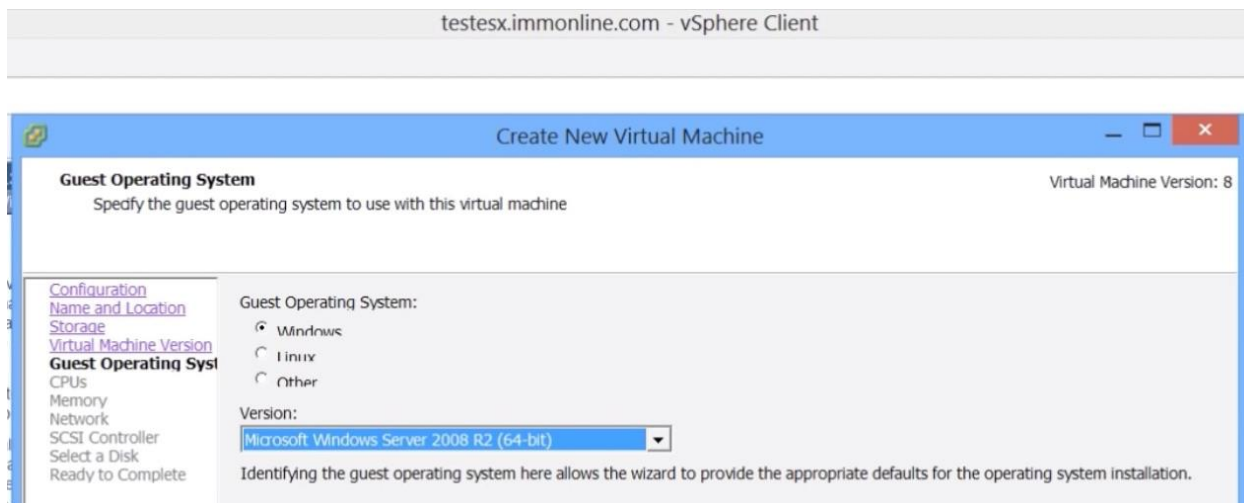 testesx.immonline.com - vSphere Client
Create New Virtual Machine
Guest Operating System
Virtual Machine Version: 8
Specify the guest operating system to use with this virtual machine
Configuration
Name and Location
Storage
Virtual Machine Version
Guest Operating Syst
CPUs
Memory
Network
SCSI Controller
Select a Disk
Ready to Complete
Guest Operating System:
Windows
Linux
Other
Version:
Microsoft Windows Server 2008 R2 (64-bit)
Identifying the guest operating system here allows the wizard to provide the appropriate defaults for the operating system installation.